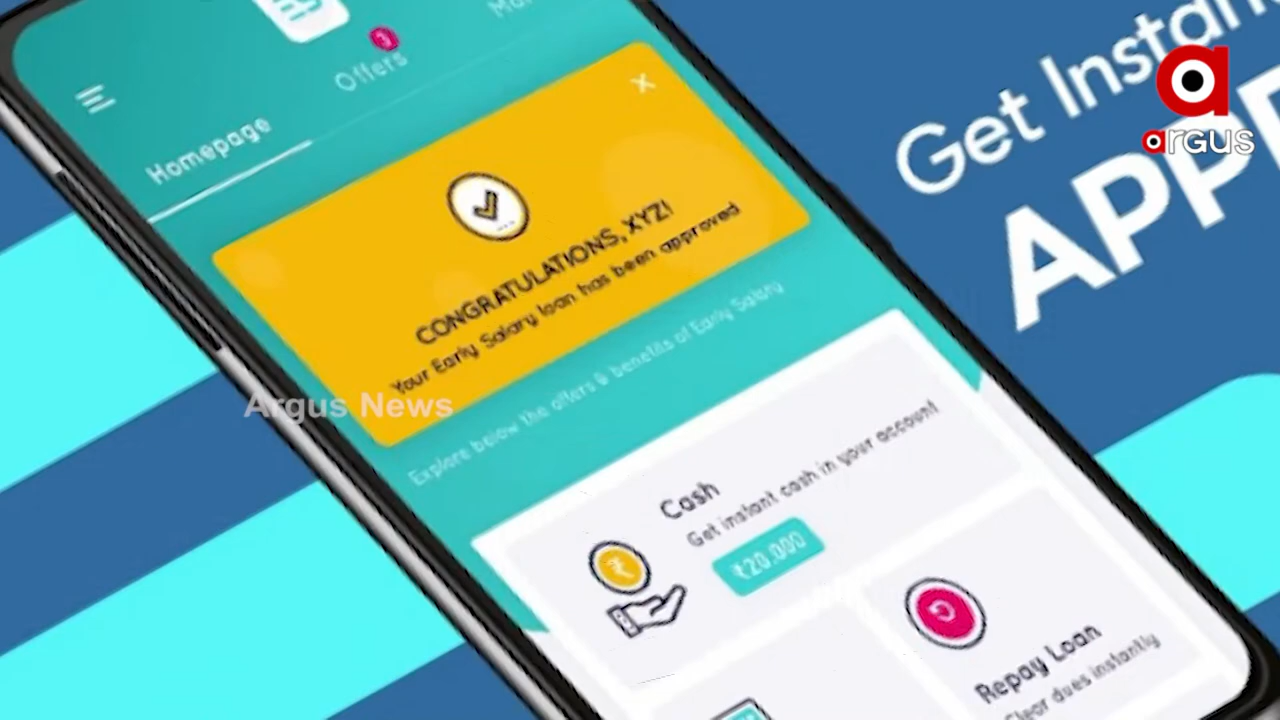 Get Instan
argus
Offers
Homepage
CONGRATULATIONS, XYZ!
Your Early Salary loan has been approved
Explore below the offers & benefits of Early Salary
Argus News
Cash
Get instant cash in your account
₹20,000
Repay Loan
Clear dues instantly